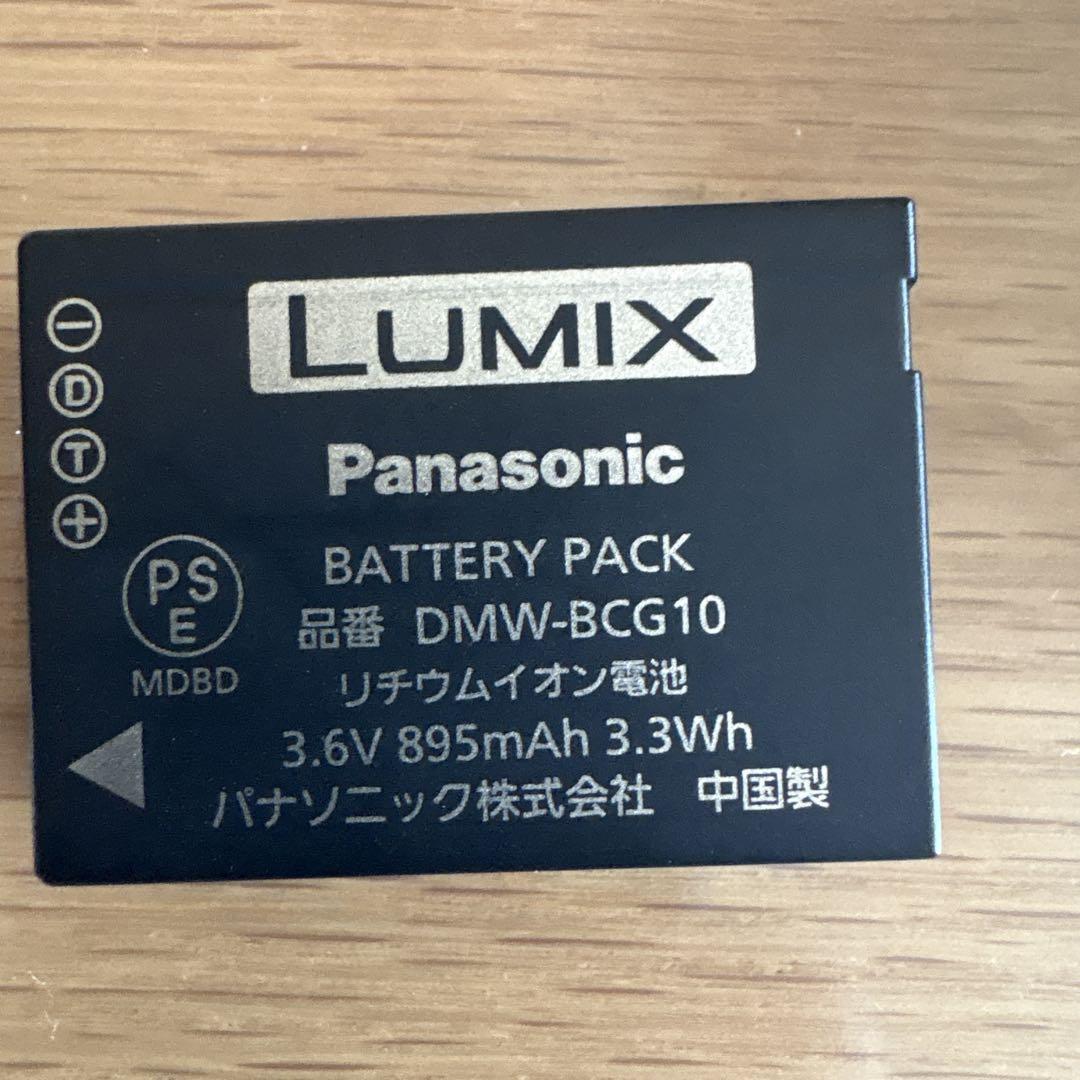 LUMIX
Panasonic
BATTERY PACK
品番 DMW-BCG10
リチウムイオン電池
3.6V 895mAh 3.3Wh
パナソニック株式会社 中国製
−
D
T
+
PS
E
MDBD